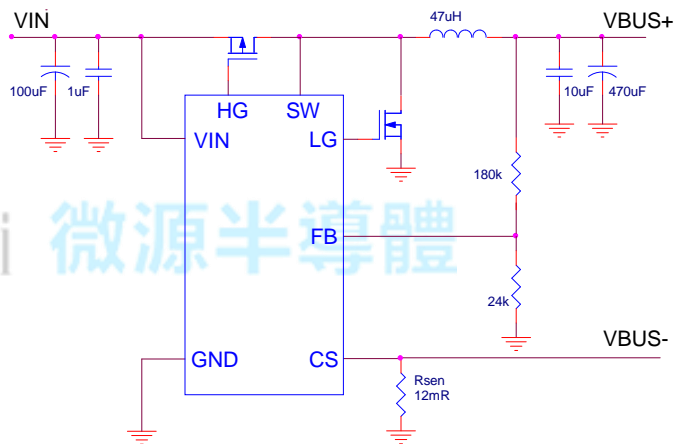 VIN
47uH
VBUS+
100uF
1uF
10uF
470uF
HG
SW
VIN
LG
180k
i 微源半導體
FB
24k
VBUS-
GND
CS
Rsen
12mR